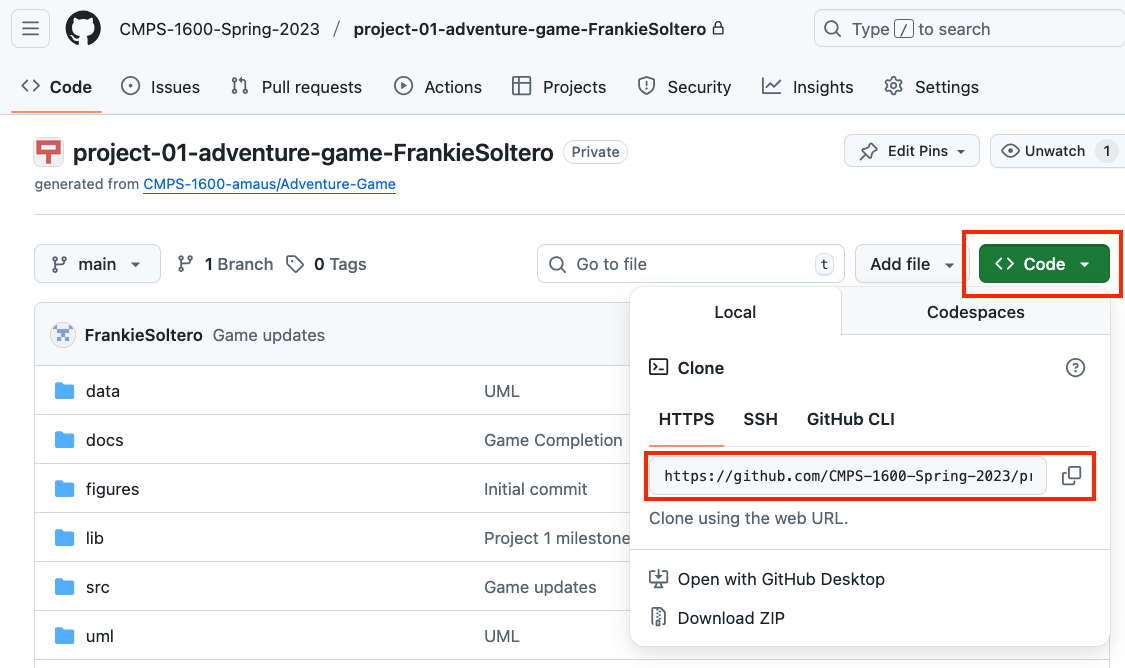 CMPS-1600-Spring-2023 / project-01-adventure-game-FrankieSoltero
Type / to search
Code Issues Pull requests Actions Projects Security Insights Settings
project-01-adventure-game-FrankieSoltero Private
Edit Pins Unwatch 1
generated from CMPS-1600-amaus/Adventure-Game
main 1 Branch 0 Tags Go to file t Add file Code
Local Codespaces
FrankieSoltero Game updates
Clone
data UML
HTTPS SSH GitHub CLI
docs Game Completion
https://github.com/CMPS-1600-Spring-2023/pr
figures Initial commit
Clone using the web URL.
lib Project 1 milestone
Open with GitHub Desktop
src Game updates
Download ZIP
uml UML